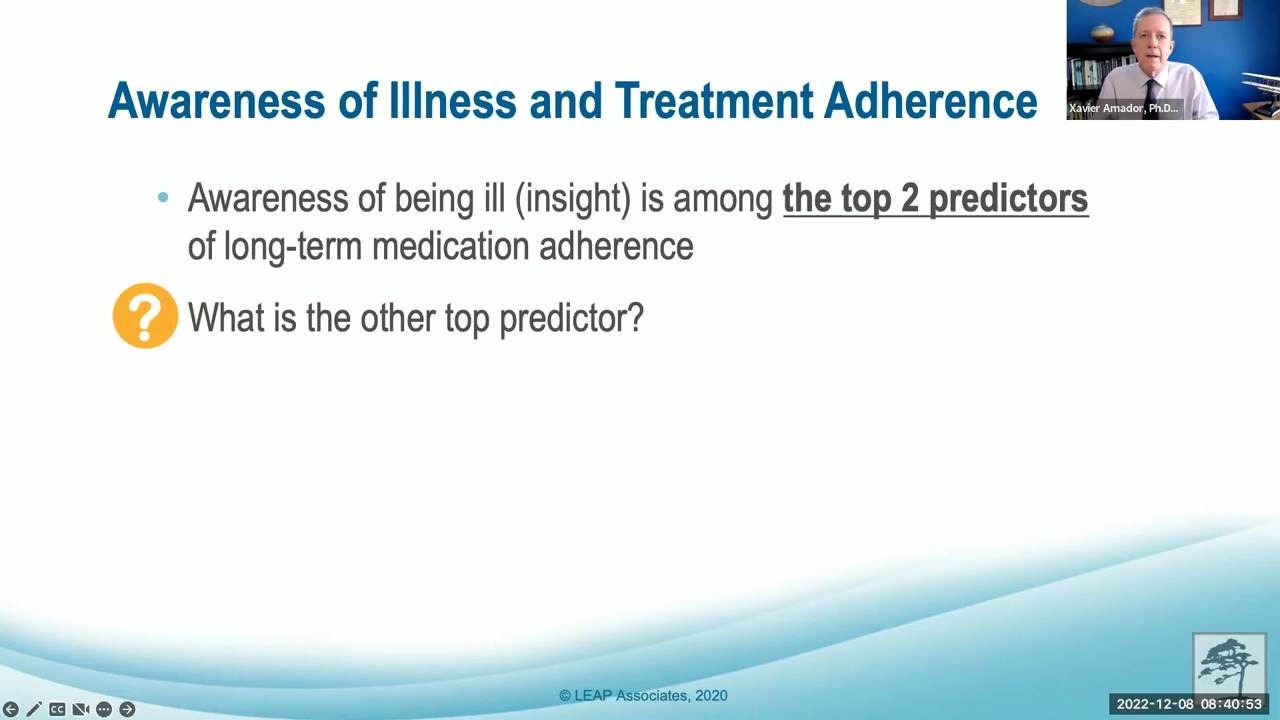 Awareness of Illness and Treatment Adherence
Xavier Amador, Ph.D...
• Awareness of being ill (insight) is among the top 2 predictors
of long-term medication adherence
? What is the other top predictor?
© LEAP Associates, 2020
CC
2022-12-08 08:40:53